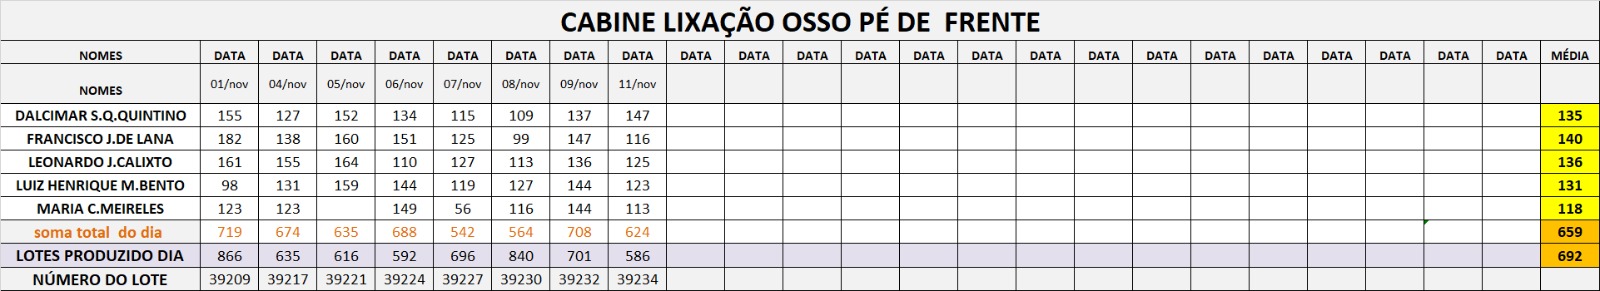 CABINE LIXAÇÃO OSSO PÉ DE  FRENTE
NOMES DATA DATA DATA DATA DATA DATA DATA DATA DATA DATA DATA DATA DATA DATA DATA DATA DATA DATA DATA DATA DATA DATA DATA MÉDIA
NOMES 01/nov 04/nov 05/nov 06/nov 07/nov 08/nov 09/nov 11/nov
DALCIMAR S.Q.QUINTINO 155 127 152 134 115 109 137 147 135
FRANCISCO J.DE LANA 182 138 160 151 125 99 147 116 140
LEONARDO J.CALIXTO 161 155 164 110 127 113 136 125 136
LUIZ HENRIQUE M.BENTO 98 131 159 144 119 127 144 123 131
MARIA C.MEIRELES 123 123 149 56 116 144 113 118
soma total  do dia 719 674 635 688 542 564 708 624 659
LOTES PRODUZIDO DIA 866 635 616 592 696 840 701 586 692
NÚMERO DO LOTE 39209 39217 39221 39224 39227 39230 39232 39234